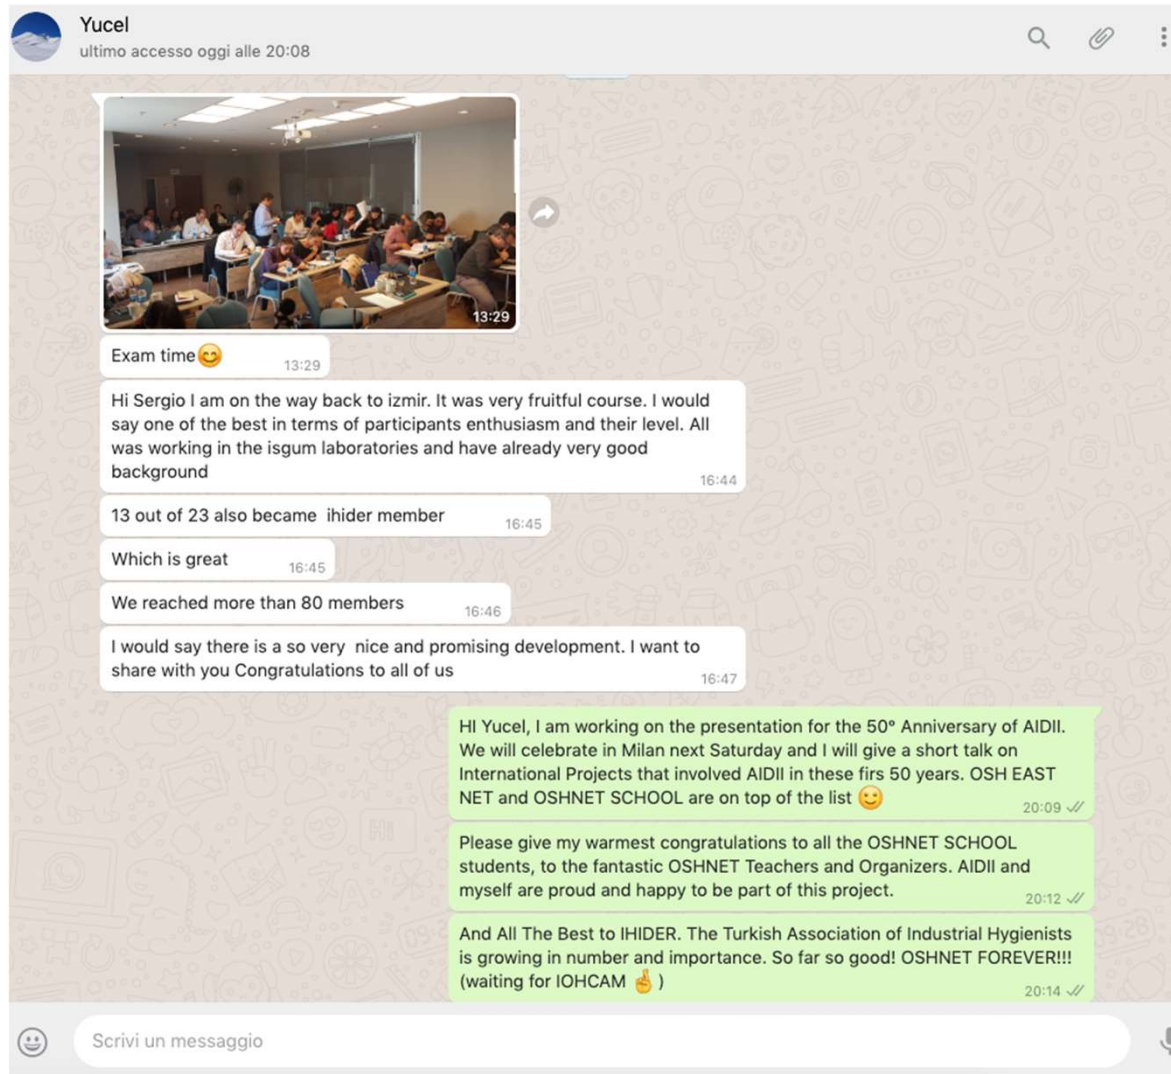 Yucel
ultimo accesso oggi alle 20:08
13:29
Exam time😊
13:29
Hi Sergio I am on the way back to izmir. It was very fruitful course. I would
say one of the best in terms of participants enthusiasm and their level. All
was working in the isgum laboratories and have already very good
background
16:44
13 out of 23 also became  ihider member
16:45
Which is great
16:45
We reached more than 80 members
16:46
I would say there is a so very  nice and promising development. I want to
share with you Congratulations to all of us
16:47
HI Yucel, I am working on the presentation for the 50° Anniversary of AIDII.
We will celebrate in Milan next Saturday and I will give a short talk on
International Projects that involved AIDII in these firs 50 years. OSH EAST
NET and OSHNET SCHOOL are on top of the list 🙂
20:09
Please give my warmest congratulations to all the OSHNET SCHOOL
students, to the fantastic OSHNET Teachers and Organizers. AIDII and
myself are proud and happy to be part of this project.
20:12
And All The Best to IHIDER. The Turkish Association of Industrial Hygienists
is growing in number and importance. So far so good! OSHNET FOREVER!!!
(waiting for IOHCAM 🤞 )
20:14
Scrivi un messaggio